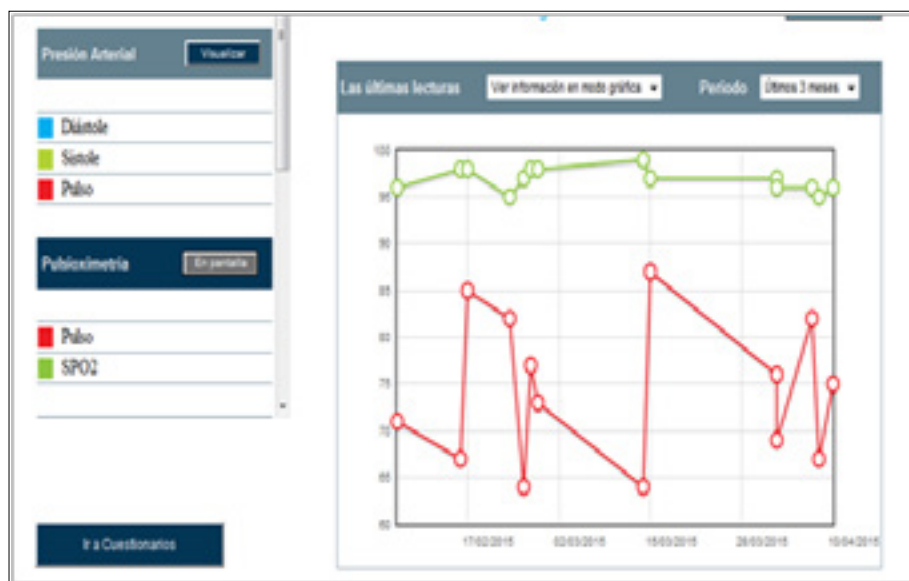 Presión Arterial
Visualizar
Diástole
Sístole
Pulso
Pulsioximetría
En pantalla
Pulso
SPO2
Ir a Cuestionarios
Las últimas lecturas
Ver información en modo gráfica
Periodo
Últimos 3 meses
100
95
90
85
80
75
70
65
60
17/02/2015
02/03/2015
15/03/2015
28/03/2015
10/04/2015